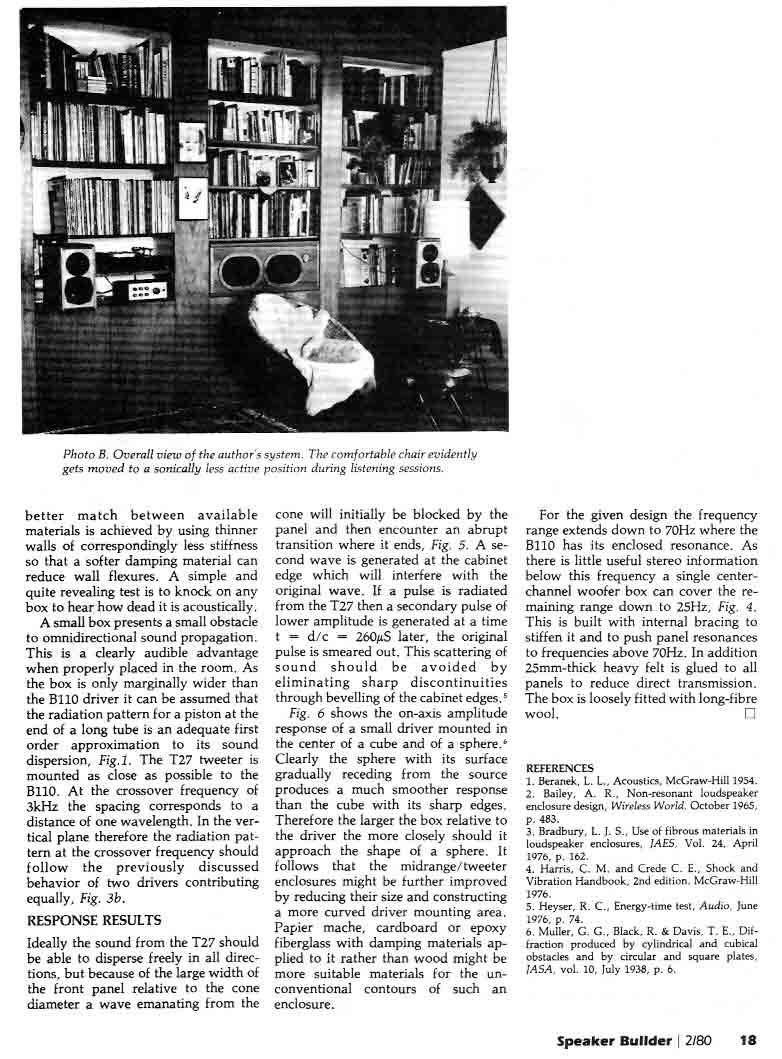 Photo B. Overall view of the author's system. The comfortable chair evidently
gets moved to a sonically less active position during listening sessions.
better match between available
materials is achieved by using thinner
walls of correspondingly less stiffness
so that a softer damping material can
reduce wall flexures. A simple and
quite revealing test is to knock on any
box to hear how dead it is acoustically.
A small box presents a small obstacle
to omnidirectional sound propagation.
This is a clearly audible advantage
when properly placed in the room. As
the box is only marginally wider than
the B110 driver it can be assumed that
the radiation pattern for a piston at the
end of a long tube is an adequate first
order approximation to its sound
dispersion, Fig.1. The T27 tweeter is
mounted as close as possible to the
B110. At the crossover frequency of
3kHz the spacing corresponds to a
distance of one wavelength. In the ver-
tical plane therefore the radiation pat-
tern at the crossover frequency should
follow the previously discussed
behavior of two drivers contributing
equally, Fig. 3b.
RESPONSE RESULTS
Ideally the sound from the T27 should
be able to disperse freely in all direc-
tions, but because of the large width of
the front panel relative to the cone
diameter a wave emanating from the
cone will initially be blocked by the
panel and then encounter an abrupt
transition where it ends, Fig. 5. A se-
cond wave is generated at the cabinet
edge which will interfere with the
original wave. If a pulse is radiated
from the T27 then a secondary pulse of
lower amplitude is generated at a time
t = d/c = 260µS later, the original
pulse is smeared out. This scattering of
sound should be avoided by
eliminating sharp discontinuities
through bevelling of the cabinet edges.⁵
Fig. 6 shows the on-axis amplitude
response of a small driver mounted in
the center of a cube and of a sphere.⁶
Clearly the sphere with its surface
gradually receding from the source
produces a much smoother response
than the cube with its sharp edges.
Therefore the larger the box relative to
the driver the more closely should it
approach the shape of a sphere. It
follows that the midrange/tweeter
enclosures might be further improved
by reducing their size and constructing
a more curved driver mounting area.
Papier mache, cardboard or epoxy
fiberglass with damping materials ap-
plied to it rather than wood might be
more suitable materials for the un-
conventional contours of such an
enclosure.
For the given design the frequency
range extends down to 70Hz where the
B110 has its enclosed resonance. As
there is little useful stereo information
below this frequency a single center-
channel woofer box can cover the re-
maining range down to 25Hz, Fig. 4.
This is built with internal bracing to
stiffen it and to push panel resonances
to frequencies above 70Hz. In addition
25mm-thick heavy felt is glued to all
panels to reduce direct transmission.
The box is loosely fitted with long-fibre
wool. □
REFERENCES
1. Beranek, L. L., Acoustics, McGraw-Hill 1954.
2. Bailey, A. R., Non-resonant loudspeaker
enclosure design, Wireless World, October 1965,
p. 483.
3. Bradbury, L. J. S., Use of fibrous materials in
loudspeaker enclosures, JAES, Vol. 24, April
1976, p. 162.
4. Harris, C. M. and Crede C. E., Shock and
Vibration Handbook, 2nd edition, McGraw-Hill
1976.
5. Heyser, R. C., Energy-time test, Audio, June
1976, p. 74.
6. Muller, G. G., Black, R. & Davis, T. E., Dif-
fraction produced by cylindrical and cubical
obstacles and by circular and square plates,
JASA, vol. 10, July 1938, p. 6.
Speaker Builder | 2/80 18